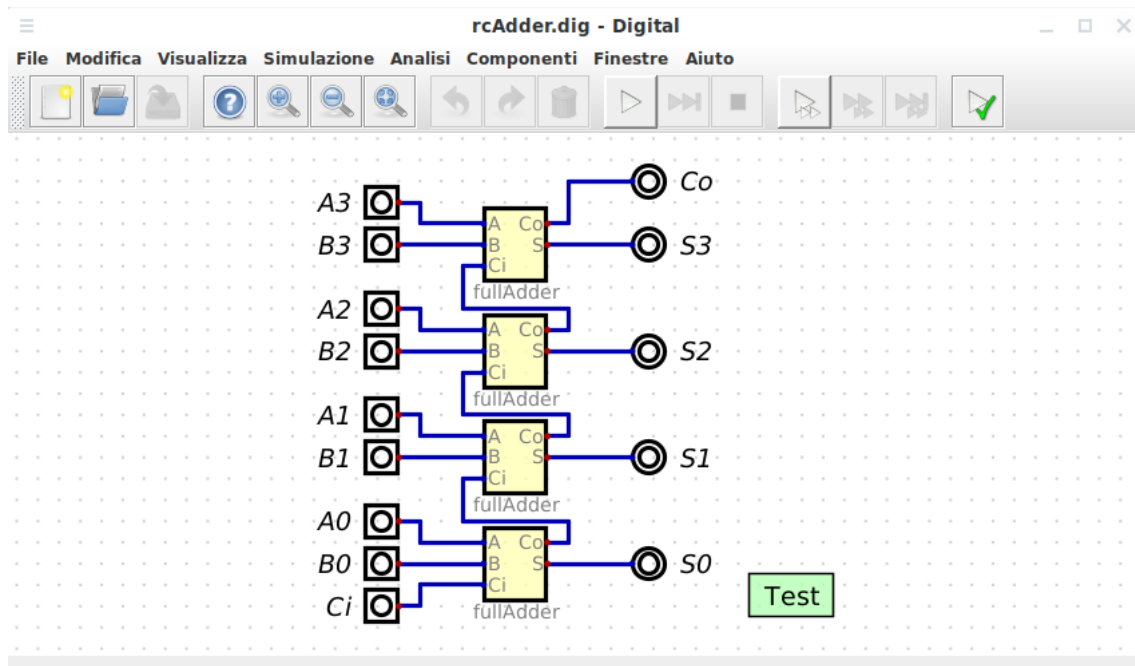 rcAdder.dig - Digital
File Modifica Visualizza Simulazione Analisi Componenti Finestre Aiuto
Co
A3
A Co
B3
B S
S3
Ci
fullAdder
A2
A Co
B2
B S
S2
Ci
fullAdder
A1
A Co
B1
B S
S1
Ci
fullAdder
A0
A Co
B0
B S
S0
Ci
Ci
fullAdder
Test